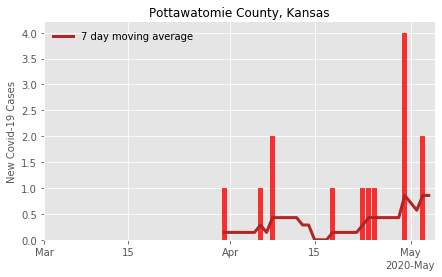 Pottawatomie County, Kansas
7 day moving average
New Covid-19 Cases
4.0
3.5
3.0
2.5
2.0
1.5
1.0
0.5
0.0
Mar
15
Apr
15
May
2020-May